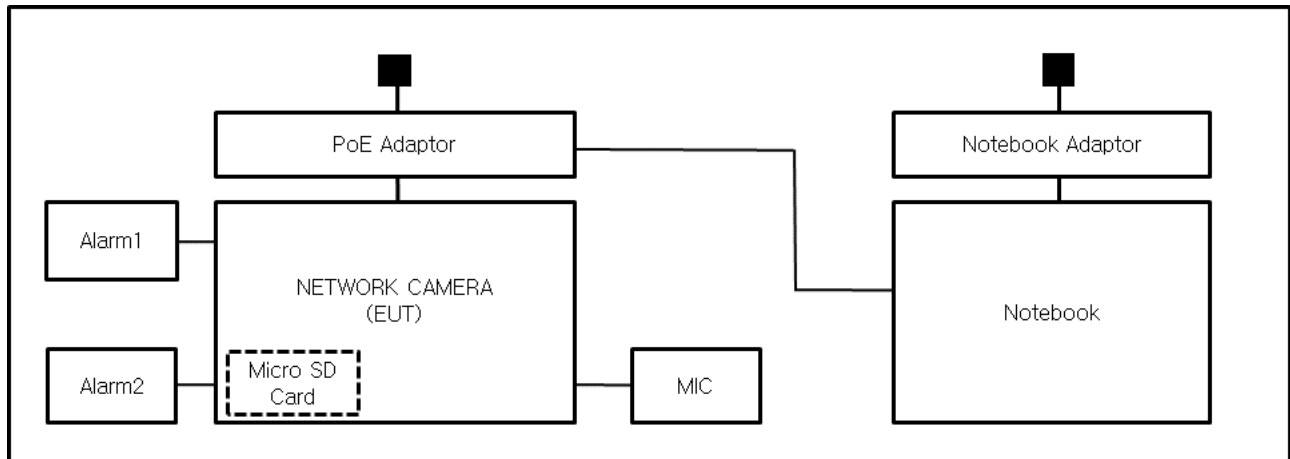 PoE Adaptor
Notebook Adaptor
Alarm1
NETWORK CAMERA
(EUT)
Notebook
Alarm2
Micro SD
Card
MIC